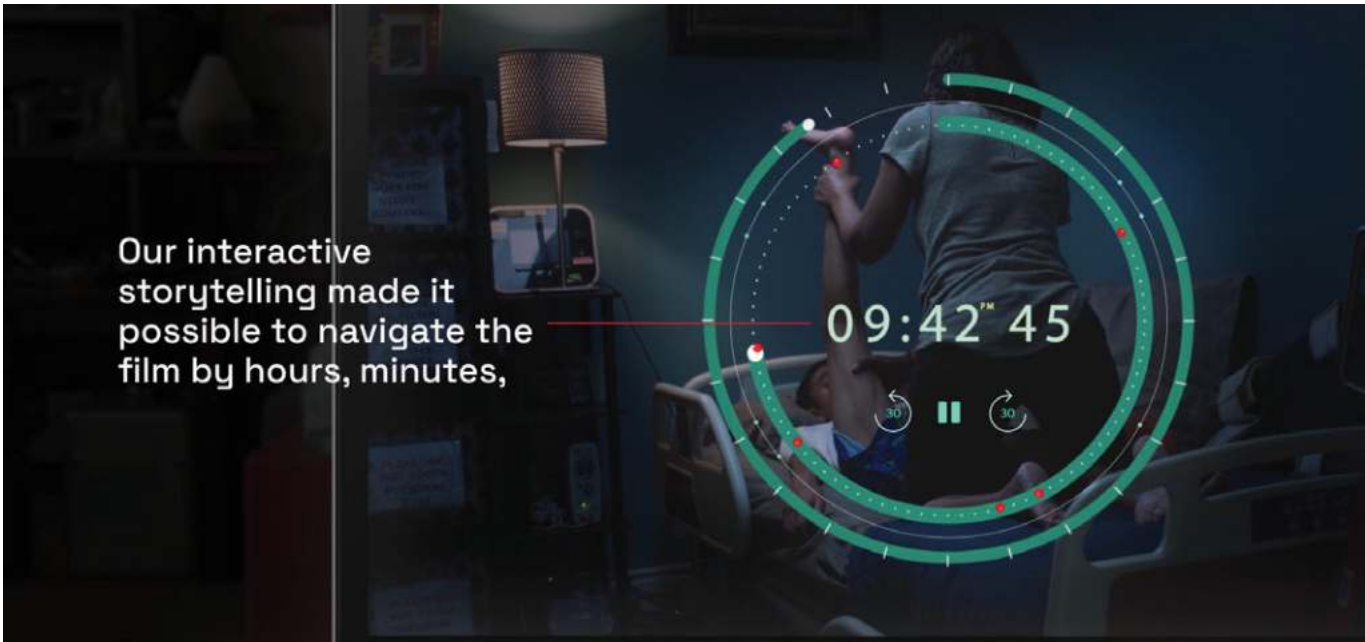 Our interactive
storytelling made it
possible to navigate the
film by hours, minutes,
09:42 PM 45
30
30